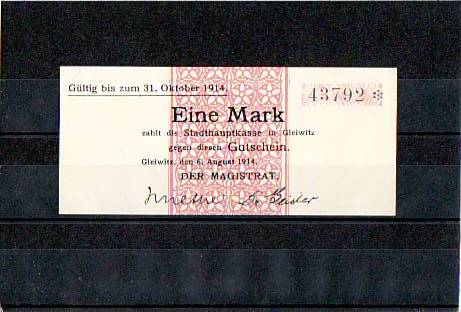 Gültig bis zum 31. Oktober 1914.
43792 *
Eine Mark
zahlt die Stadthauptkasse in Gleiwitz
gegen diesen Gutschein.
Gleiwitz, den 6. August 1914.
DER MAGISTRAT.